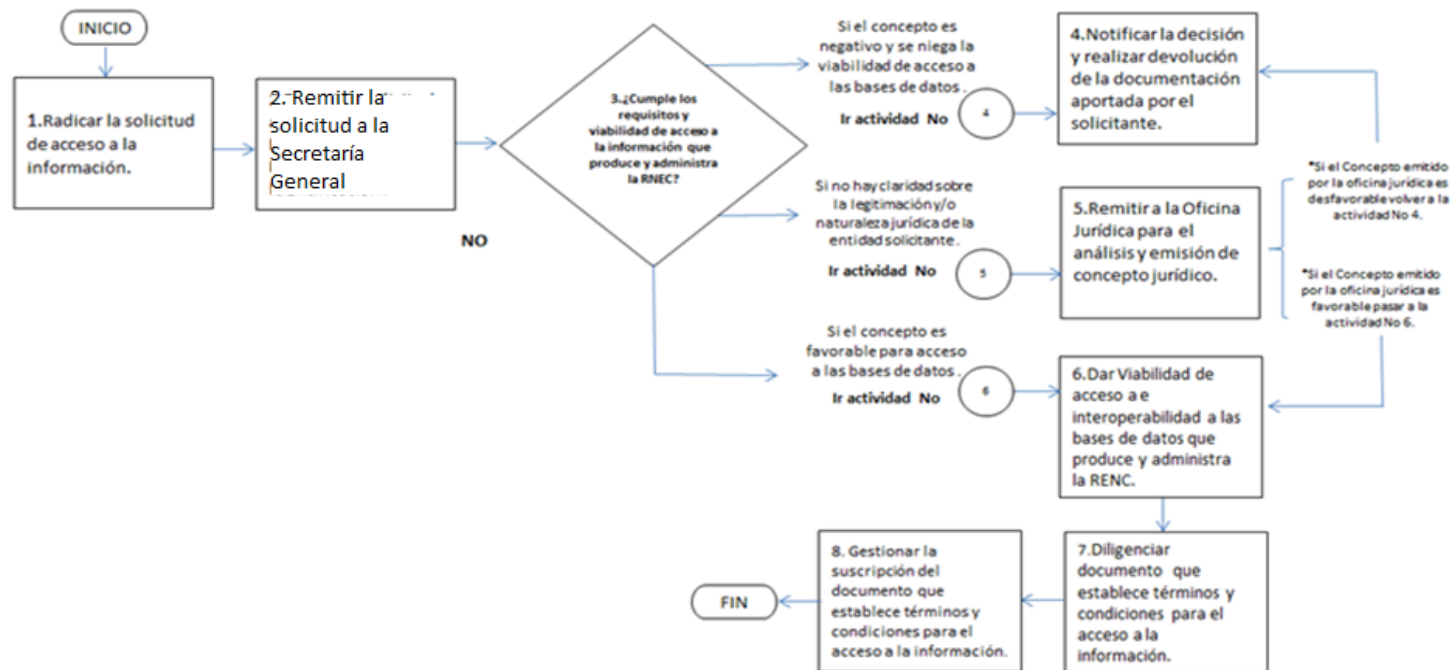 INICIO
1.Radicar la solicitud
de acceso a la
información.
2. Remitir la
solicitud a la
Secretaría
General
NO
3.¿Cumple los
requisitos y
viabilidad de acceso a
la información que
produce y administra
la RNEC?
Si el concepto es
negativo y se niega la
viabilidad de acceso a
las bases de datos.
Ir actividad No
4
4.Notificar la decisión
y realizar devolución
de la documentación
aportada por el
solicitante.
Si no hay claridad sobre
la legitimación y/o
naturaleza jurídica de la
entidad solicitante.
Ir actividad No
5
5.Remitir a la Oficina
Jurídica para el
análisis y emisión de
concepto jurídico.
*Si el Concepto emitido
por la oficina jurídica es
desfavorable volver a la
actividad No 4.
*Si el Concepto emitido
por la oficina jurídica es
favorable pasar a la
actividad No 6.
Si el concepto es
favorable para acceso
a las bases de datos.
Ir actividad No
6
6.Dar Viabilidad de
acceso a e
interoperabilidad a las
bases de datos que
produce y administra
la RENC.
7.Diligenciar
documento que
establece términos y
condiciones para el
acceso a la
información.
8. Gestionar la
suscripción del
documento que
establece términos y
condiciones para el
acceso a la información.
FIN